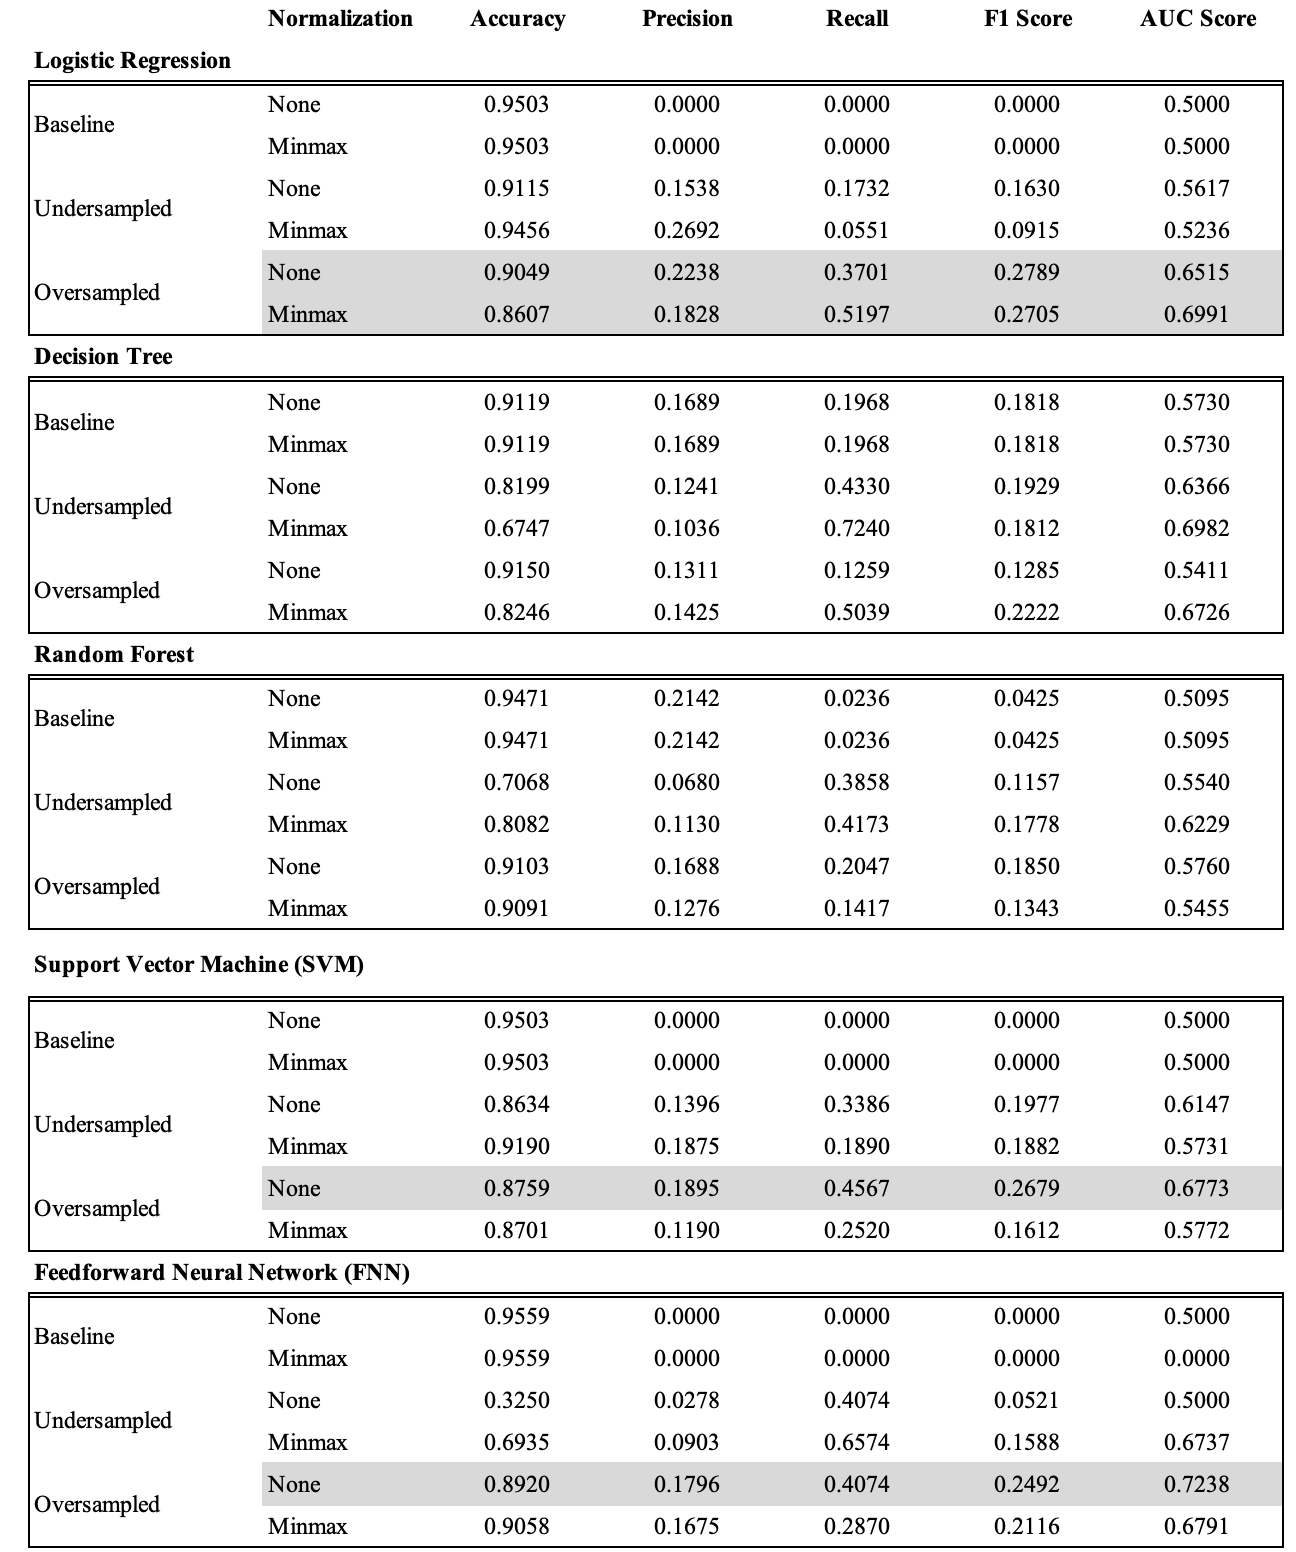 Normalization Accuracy Precision Recall F1 Score AUC Score
Logistic Regression
Baseline
None 0.9503 0.0000 0.0000 0.0000 0.5000
Minmax 0.9503 0.0000 0.0000 0.0000 0.5000
Undersampled
None 0.9115 0.1538 0.1732 0.1630 0.5617
Minmax 0.9456 0.2692 0.0551 0.0915 0.5236
Oversampled
None 0.9049 0.2238 0.3701 0.2789 0.6515
Minmax 0.8607 0.1828 0.5197 0.2705 0.6991
Decision Tree
Baseline
None 0.9119 0.1689 0.1968 0.1818 0.5730
Minmax 0.9119 0.1689 0.1968 0.1818 0.5730
Undersampled
None 0.8199 0.1241 0.4330 0.1929 0.6366
Minmax 0.6747 0.1036 0.7240 0.1812 0.6982
Oversampled
None 0.9150 0.1311 0.1259 0.1285 0.5411
Minmax 0.8246 0.1425 0.5039 0.2222 0.6726
Random Forest
Baseline
None 0.9471 0.2142 0.0236 0.0425 0.5095
Minmax 0.9471 0.2142 0.0236 0.0425 0.5095
Undersampled
None 0.7068 0.0680 0.3858 0.1157 0.5540
Minmax 0.8082 0.1130 0.4173 0.1778 0.6229
Oversampled
None 0.9103 0.1688 0.2047 0.1850 0.5760
Minmax 0.9091 0.1276 0.1417 0.1343 0.5455
Support Vector Machine (SVM)
Baseline
None 0.9503 0.0000 0.0000 0.0000 0.5000
Minmax 0.9503 0.0000 0.0000 0.0000 0.5000
Undersampled
None 0.8634 0.1396 0.3386 0.1977 0.6147
Minmax 0.9190 0.1875 0.1890 0.1882 0.5731
Oversampled
None 0.8759 0.1895 0.4567 0.2679 0.6773
Minmax 0.8701 0.1190 0.2520 0.1612 0.5772
Feedforward Neural Network (FNN)
Baseline
None 0.9559 0.0000 0.0000 0.0000 0.5000
Minmax 0.9559 0.0000 0.0000 0.0000 0.0000
Undersampled
None 0.3250 0.0278 0.4074 0.0521 0.5000
Minmax 0.6935 0.0903 0.6574 0.1588 0.6737
Oversampled
None 0.8920 0.1796 0.4074 0.2492 0.7238
Minmax 0.9058 0.1675 0.2870 0.2116 0.6791